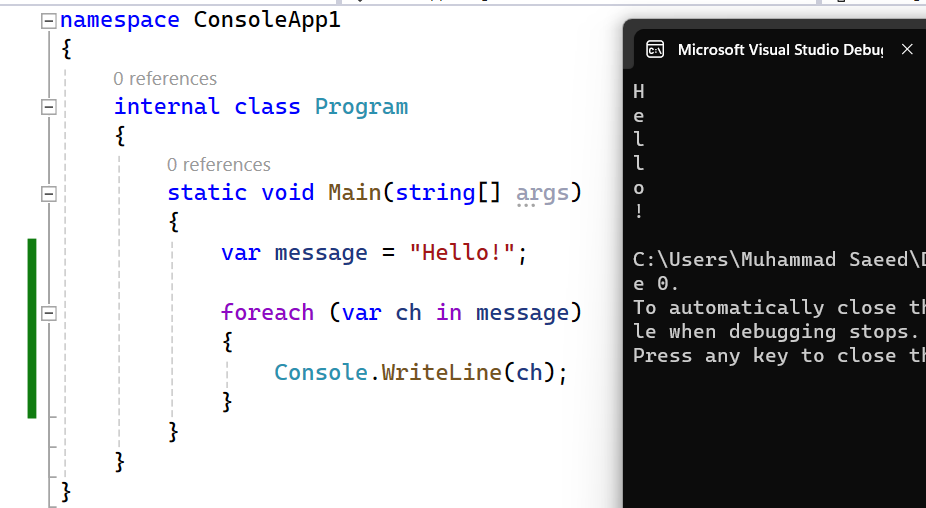 namespace ConsoleApp1
{
0 references
internal class Program
{
0 references
static void Main(string[] args)
{
var message = "Hello!";
foreach (var ch in message)
{
Console.WriteLine(ch);
}
}
}
}
Microsoft Visual Studio Debu
H
e
l
l
o
!
C:\Users\Muhammad Saeed\D
e 0.
To automatically close th
le when debugging stops.
Press any key to close th